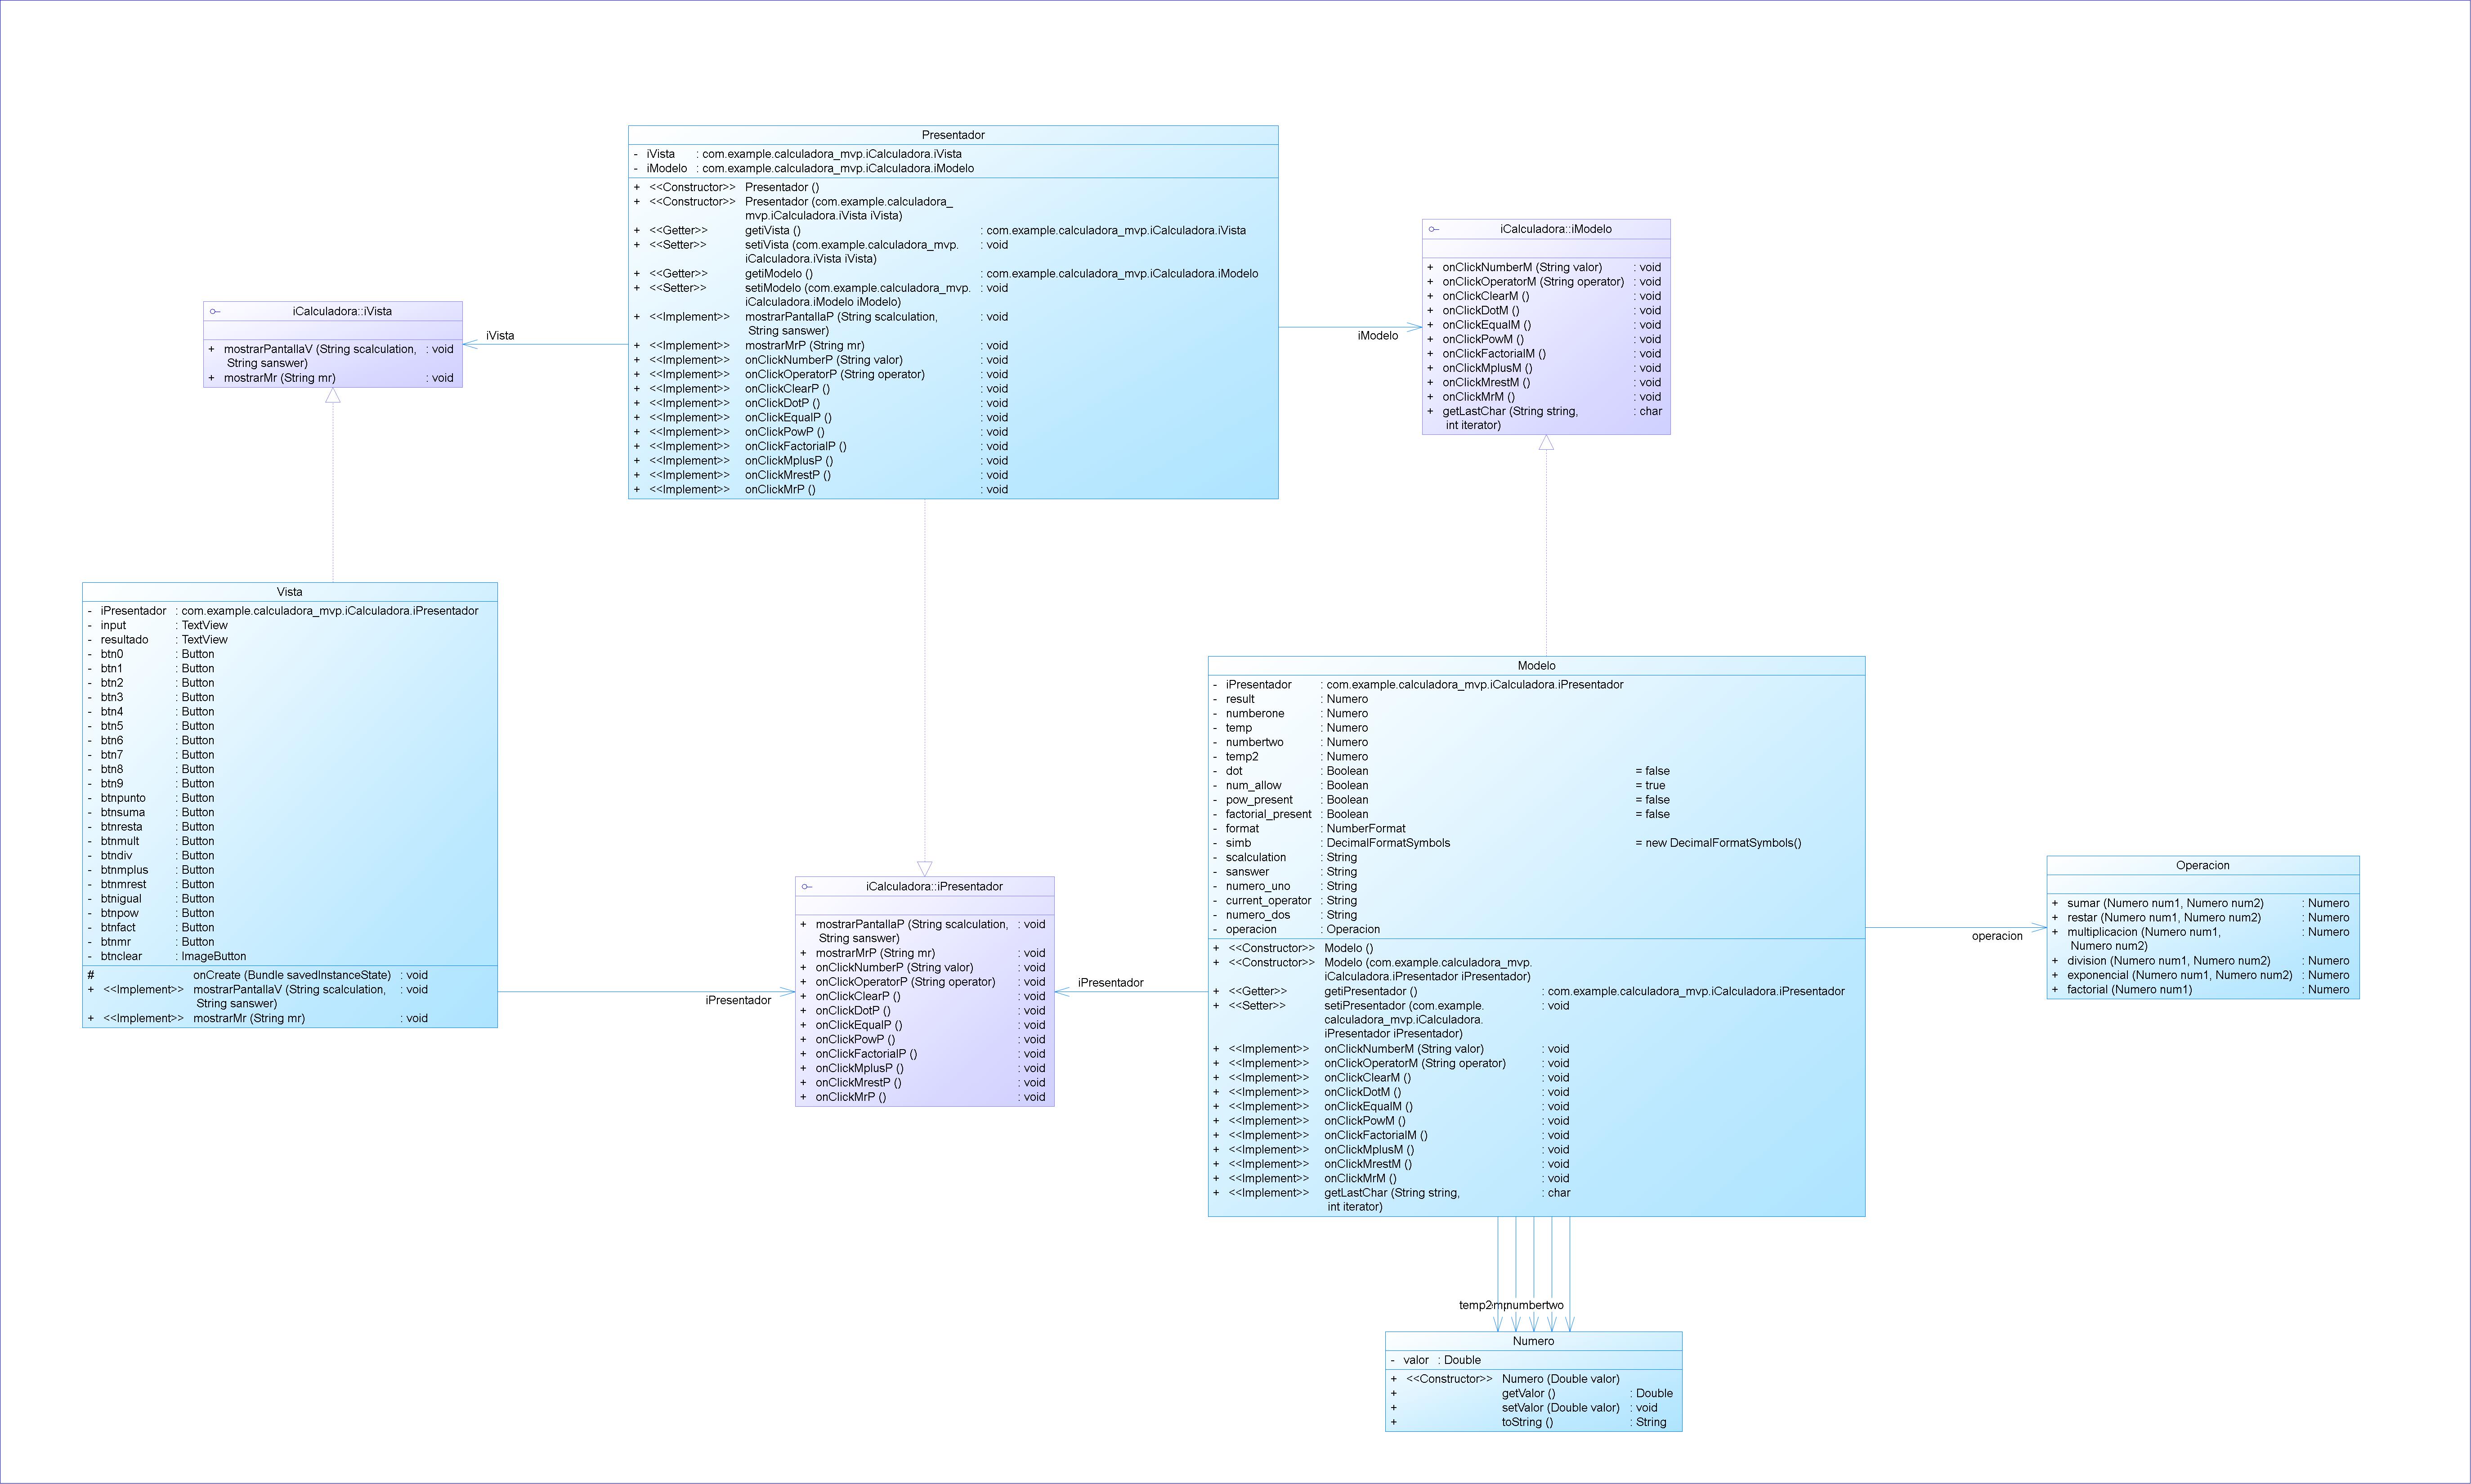 Presentador
- iVista : com.example.calculadora_mvp.iCalculadora.iVista
- iModelo : com.example.calculadora_mvp.iCalculadora.iModelo
+ <<Constructor>> Presentador ()
+ <<Constructor>> Presentador (com.example.calculadora_
mvp.iCalculadora.iVista iVista)
+ <<Getter>> getiVista () : com.example.calculadora_mvp.iCalculadora.iVista
+ <<Setter>> setiVista (com.example.calculadora_mvp. : void
iCalculadora.iVista iVista)
+ <<Getter>> getiModelo () : com.example.calculadora_mvp.iCalculadora.iModelo
+ <<Setter>> setiModelo (com.example.calculadora_mvp. : void
iCalculadora.iModelo iModelo)
+ <<Implement>> mostrarPantallaP (String scalculation, : void
String sanswer)
+ <<Implement>> mostrarMrP (String mr) : void
+ <<Implement>> onClickNumberP (String valor) : void
+ <<Implement>> onClickOperatorP (String operator) : void
+ <<Implement>> onClickClearP () : void
+ <<Implement>> onClickDotP () : void
+ <<Implement>> onClickEqualP () : void
+ <<Implement>> onClickPowP () : void
+ <<Implement>> onClickFactorialP () : void
+ <<Implement>> onClickMplusP () : void
+ <<Implement>> onClickMrestP () : void
+ <<Implement>> onClickMrP () : void
iCalculadora::iModelo
+ onClickNumberM (String valor) : void
+ onClickOperatorM (String operator) : void
+ onClickClearM () : void
+ onClickDotM () : void
+ onClickEqualM () : void
+ onClickPowM () : void
+ onClickFactorialM () : void
+ onClickMplusM () : void
+ onClickMrestM () : void
+ onClickMrM () : void
+ getLastChar (String string, : char
int iterator)
iCalculadora::iVista
+ mostrarPantallaV (String scalculation, : void
String sanswer)
+ mostrarMr (String mr) : void
iVista
iModelo
Vista
- iPresentador : com.example.calculadora_mvp.iCalculadora.iPresentador
- input : TextView
- resultado : TextView
- btn0 : Button
- btn1 : Button
- btn2 : Button
- btn3 : Button
- btn4 : Button
- btn5 : Button
- btn6 : Button
- btn7 : Button
- btn8 : Button
- btn9 : Button
- btnpunto : Button
- btnsuma : Button
- btnresta : Button
- btnmult : Button
- btndiv : Button
- btnmplus : Button
- btnmrest : Button
- btnigual : Button
- btnpow : Button
- btnfact : Button
- btnmr : Button
- btnclear : ImageButton
# onCreate (Bundle savedInstanceState) : void
+ <<Implement>> mostrarPantallaV (String scalculation, : void
String sanswer)
+ <<Implement>> mostrarMr (String mr) : void
iPresentador
iCalculadora::iPresentador
+ mostrarPantallaP (String scalculation, : void
String sanswer)
+ mostrarMrP (String mr) : void
+ onClickNumberP (String valor) : void
+ onClickOperatorP (String operator) : void
+ onClickClearP () : void
+ onClickDotP () : void
+ onClickEqualP () : void
+ onClickPowP () : void
+ onClickFactorialP () : void
+ onClickMplusP () : void
+ onClickMrestP () : void
+ onClickMrP () : void
iPresentador
Modelo
- iPresentador : com.example.calculadora_mvp.iCalculadora.iPresentador
- result : Numero
- numberone : Numero
- temp : Numero
- numbertwo : Numero
- temp2 : Numero
- dot : Boolean = false
- num_allow : Boolean = true
- pow_present : Boolean = false
- factorial_present : Boolean = false
- format : NumberFormat
- simb : DecimalFormatSymbols = new DecimalFormatSymbols()
- scalculation : String
- sanswer : String
- numero_uno : String
- current_operator : String
- numero_dos : String
- operacion : Operacion
+ <<Constructor>> Modelo ()
+ <<Constructor>> Modelo (com.example.calculadora_mvp.
iCalculadora.iPresentador iPresentador)
+ <<Getter>> getiPresentador () : com.example.calculadora_mvp.iCalculadora.iPresentador
+ <<Setter>> setiPresentador (com.example. : void
calculadora_mvp.iCalculadora.
iPresentador iPresentador)
+ <<Implement>> onClickNumberM (String valor) : void
+ <<Implement>> onClickOperatorM (String operator) : void
+ <<Implement>> onClickClearM () : void
+ <<Implement>> onClickDotM () : void
+ <<Implement>> onClickEqualM () : void
+ <<Implement>> onClickPowM () : void
+ <<Implement>> onClickFactorialM () : void
+ <<Implement>> onClickMplusM () : void
+ <<Implement>> onClickMrestM () : void
+ <<Implement>> onClickMrM () : void
+ <<Implement>> getLastChar (String string, : char
int iterator)
operacion
Operacion
+ sumar (Numero num1, Numero num2) : Numero
+ restar (Numero num1, Numero num2) : Numero
+ multiplicacion (Numero num1, : Numero
Numero num2)
+ division (Numero num1, Numero num2) : Numero
+ exponencial (Numero num1, Numero num2) : Numero
+ factorial (Numero num1) : Numero
temp2 numbertwo
Numero
- valor : Double
+ <<Constructor>> Numero (Double valor)
+ getValor () : Double
+ setValor (Double valor) : void
+ toString () : String